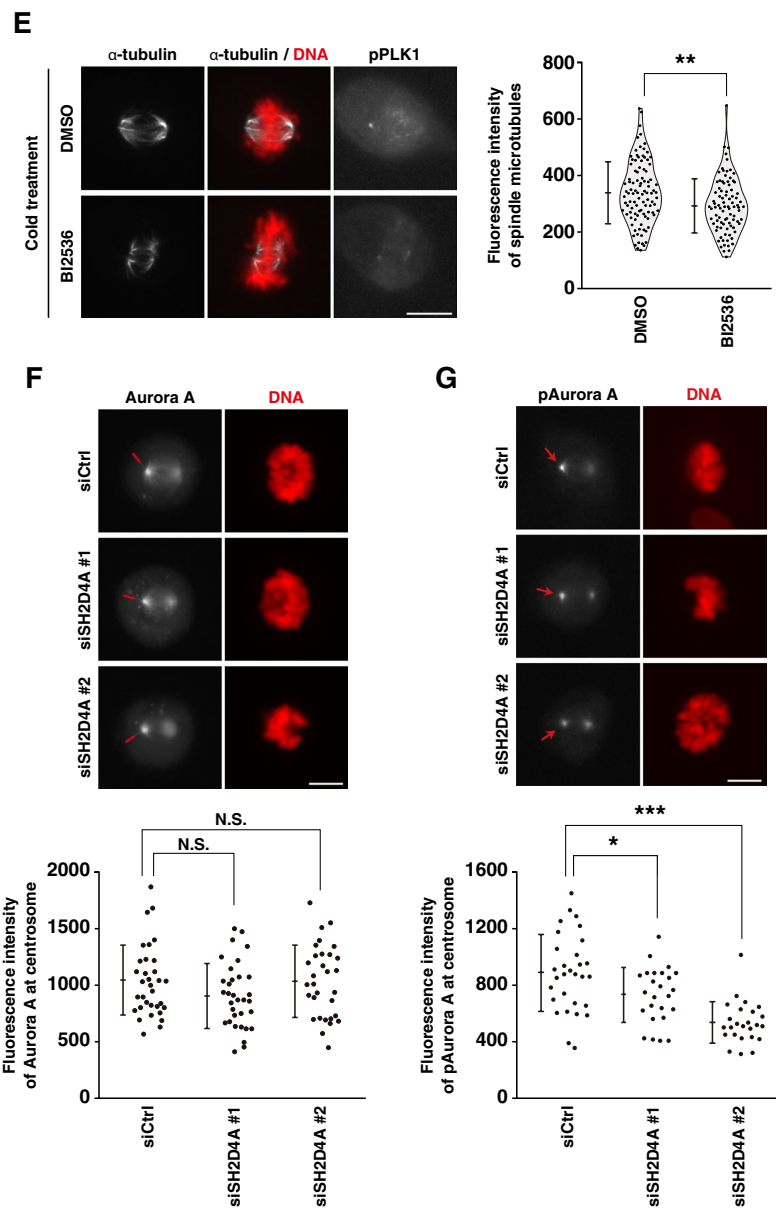 E
α-tubulin
α-tubulin / DNA
pPLK1
Cold treatment
DMSO
BI2536
Fluorescence intensity
of spindle microtubules
800
600
400
200
0
**
DMSO
BI2536
F
Aurora A
DNA
siCtrl
siSH2D4A #1
siSH2D4A #2
G
pAurora A
DNA
siCtrl
siSH2D4A #1
siSH2D4A #2
Fluorescence intensity
of Aurora A at centrosome
2000
1500
1000
500
0
N.S.
N.S.
siCtrl
siSH2D4A #1
siSH2D4A #2
Fluorescence intensity
of pAurora A at centrosome
1600
1200
800
400
0
***
*
siCtrl
siSH2D4A #1
siSH2D4A #2